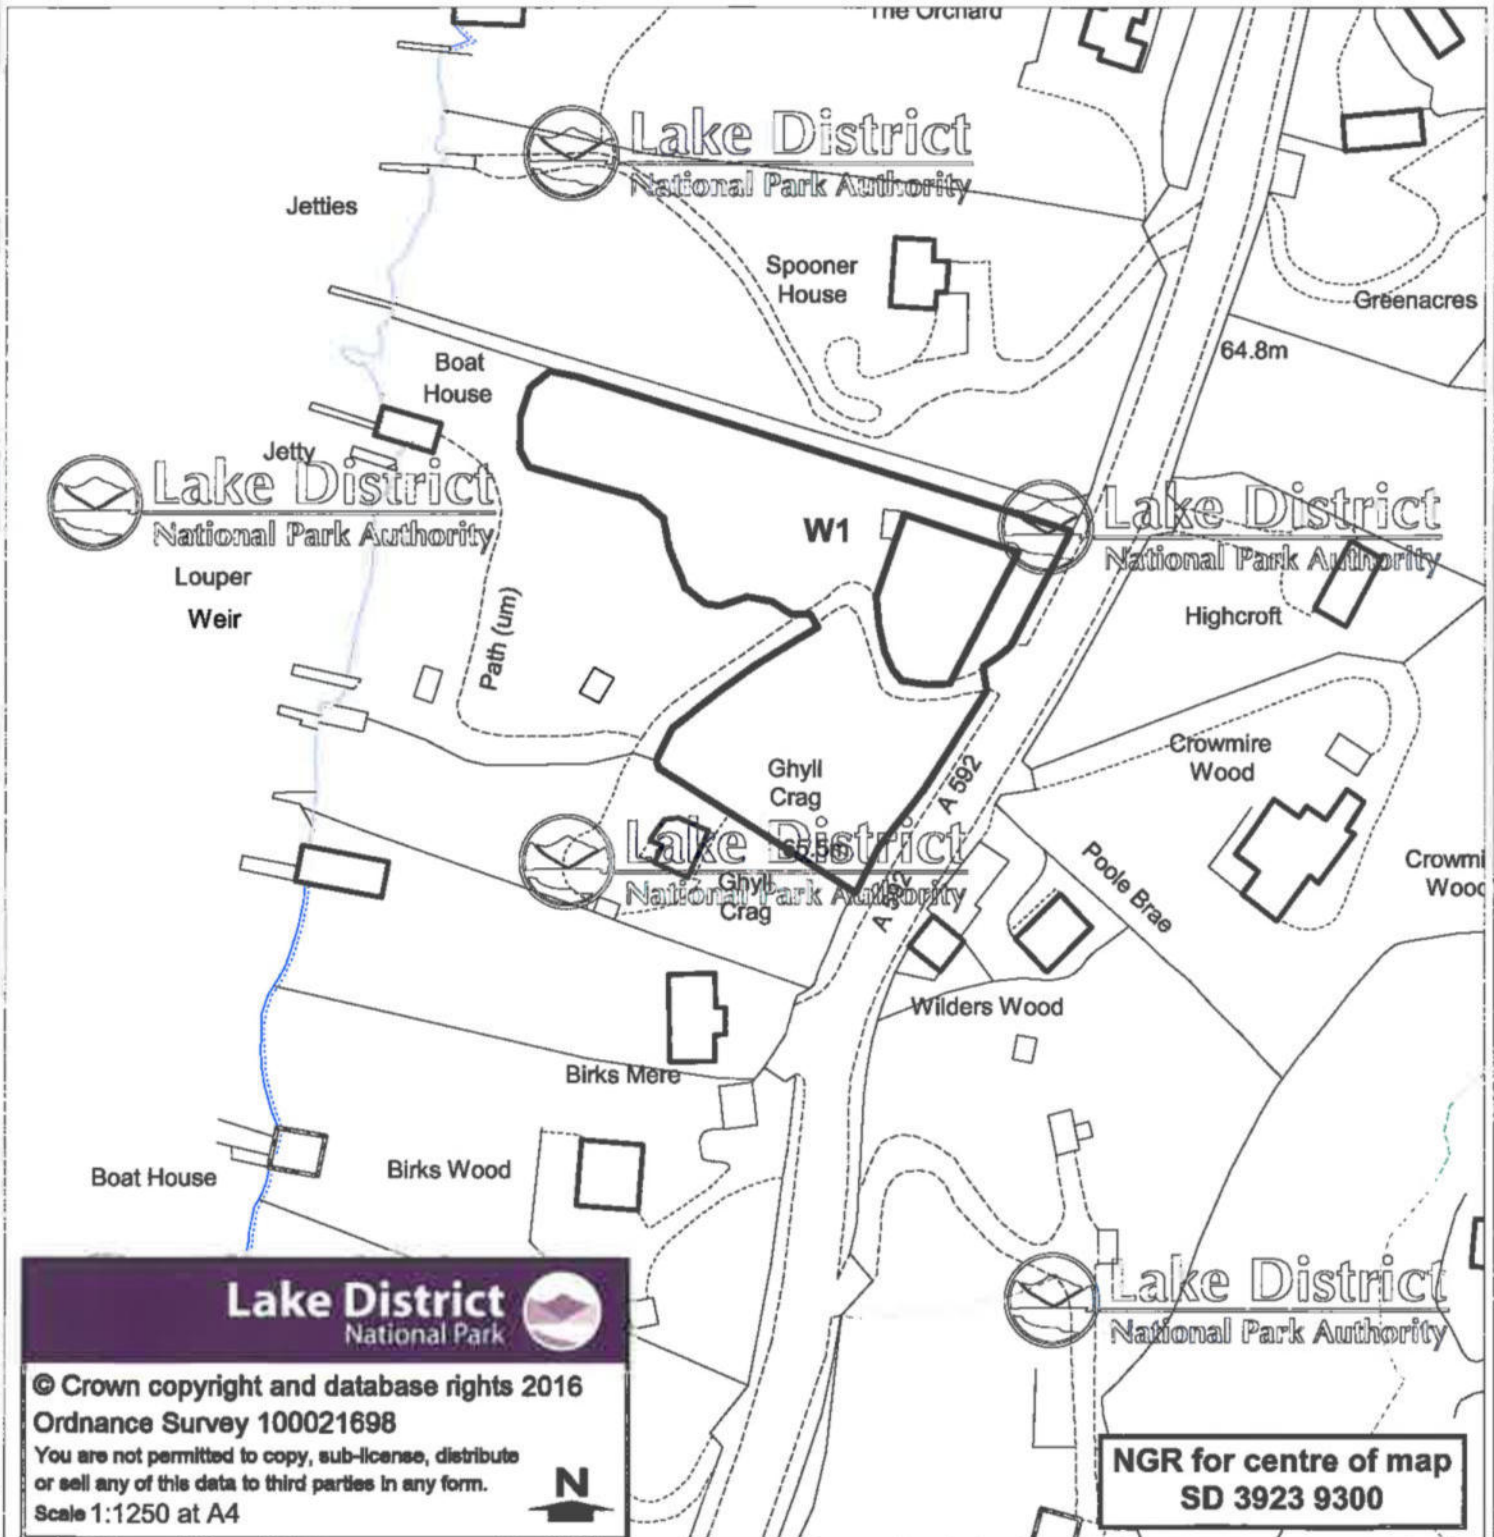 The Orchard
Lake District
National Park Authority
Jetties
Spooner
House
Greenacres
64.8m
Boat
House
Jetty
Lake District
National Park Authority
W1
Lake District
National Park Authority
Louper
Weir
Highcroft
Path (um)
Crowmire
Wood
Ghyll
Crag
A 592
Lake District
National Park Authority
Ghyll
Crag
A 592
Poole Brae
Crowmi
Wood
Wilders Wood
Birks Mere
Boat House
Birks Wood
Lake District
National Park Authority
Lake District
National Park
© Crown copyright and database rights 2016
Ordnance Survey 100021698
You are not permitted to copy, sub-license, distribute
or sell any of this data to third parties in any form.
Scale 1:1250 at A4
N
NGR for centre of map
SD 3923 9300